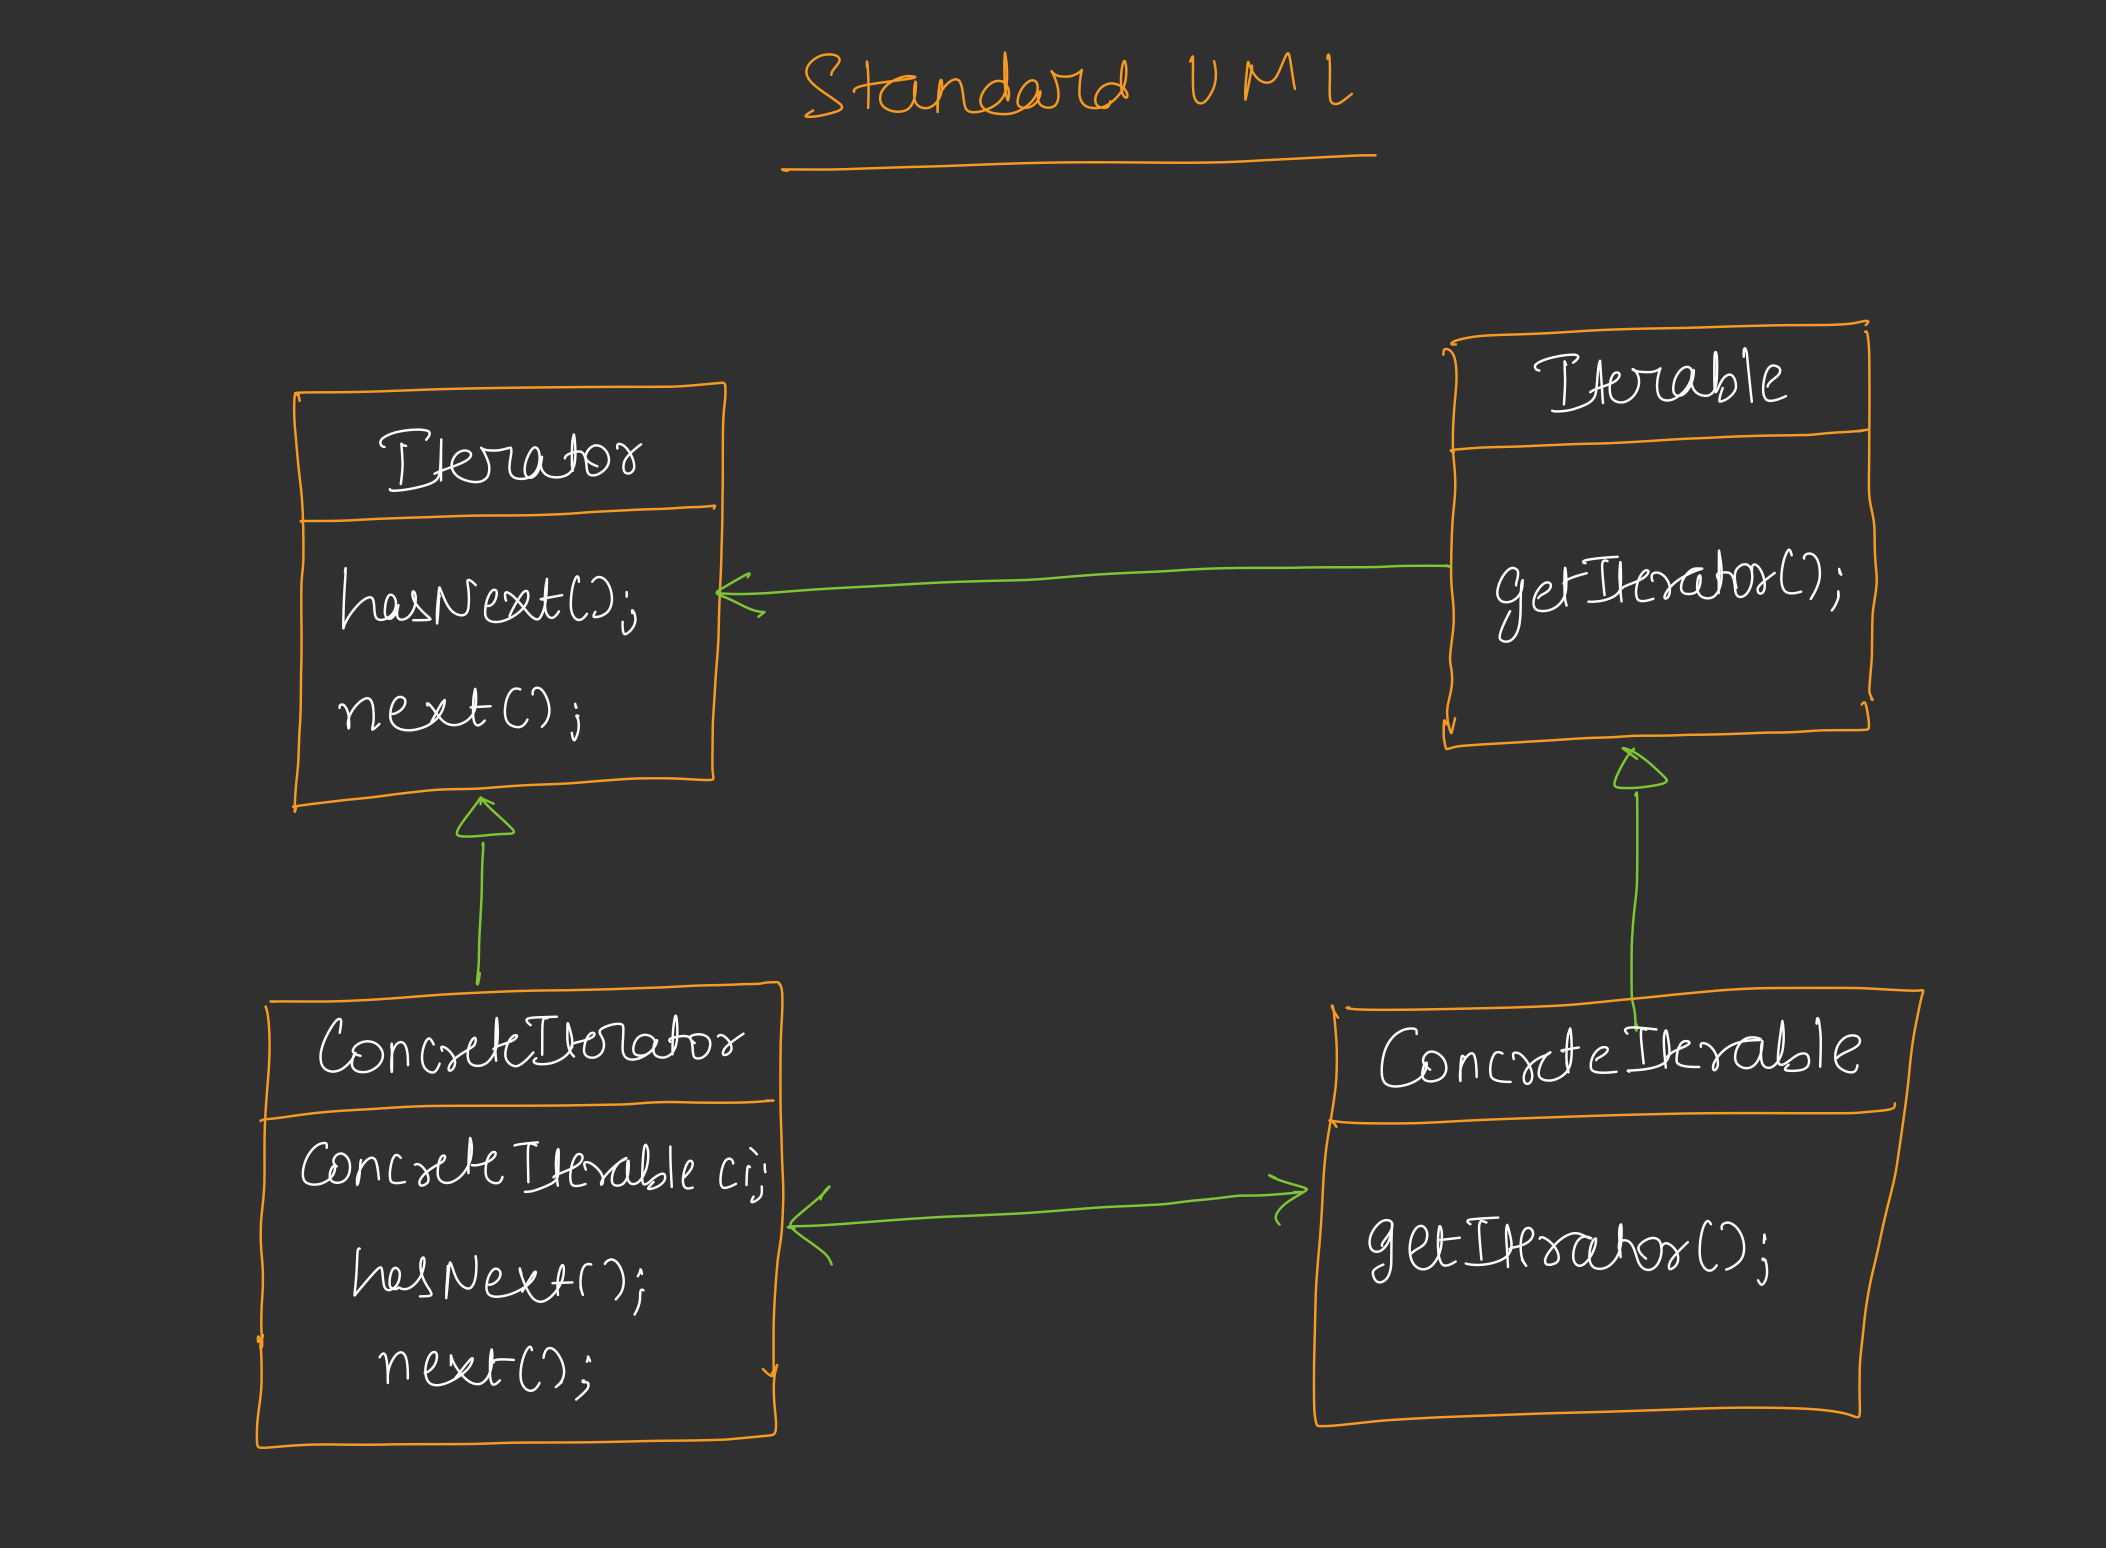 Standard UML
Iterator
hasNext();
next();
Iterable
getIterator();
ConcreteIterator
ConcreteIterable ci;
hasNext();
next();
ConcreteIterable
getIterator();